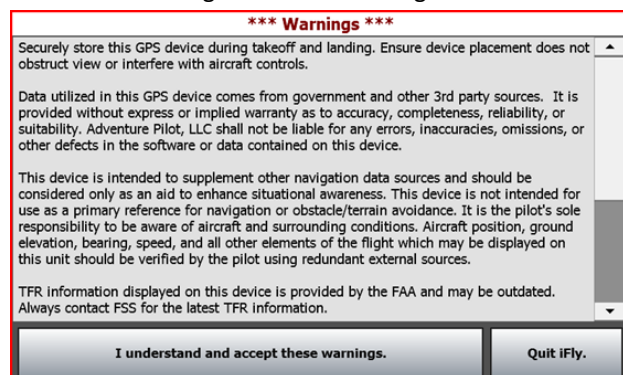 *** Warnings ***
Securely store this GPS device during takeoff and landing. Ensure device placement does not
obstruct view or interfere with aircraft controls.
Data utilized in this GPS device comes from government and other 3rd party sources. It is
provided without express or implied warranty as to accuracy, completeness, reliability, or
suitability. Adventure Pilot, LLC shall not be liable for any errors, inaccuracies, omissions, or
other defects in the software or data contained on this device.
This device is intended to supplement other navigation data sources and should be
considered only as an aid to enhance situational awareness. This device is not intended for
use as a primary reference for navigation or obstacle/terrain avoidance. It is the pilot's sole
responsibility to be aware of aircraft and surrounding conditions. Aircraft position, ground
elevation, bearing, speed, and all other elements of the flight which may be displayed on
this unit should be verified by the pilot using redundant external sources.
TFR information displayed on this device is provided by the FAA and may be outdated.
Always contact FSS for the latest TFR information.
I understand and accept these warnings.
Quit iFly.